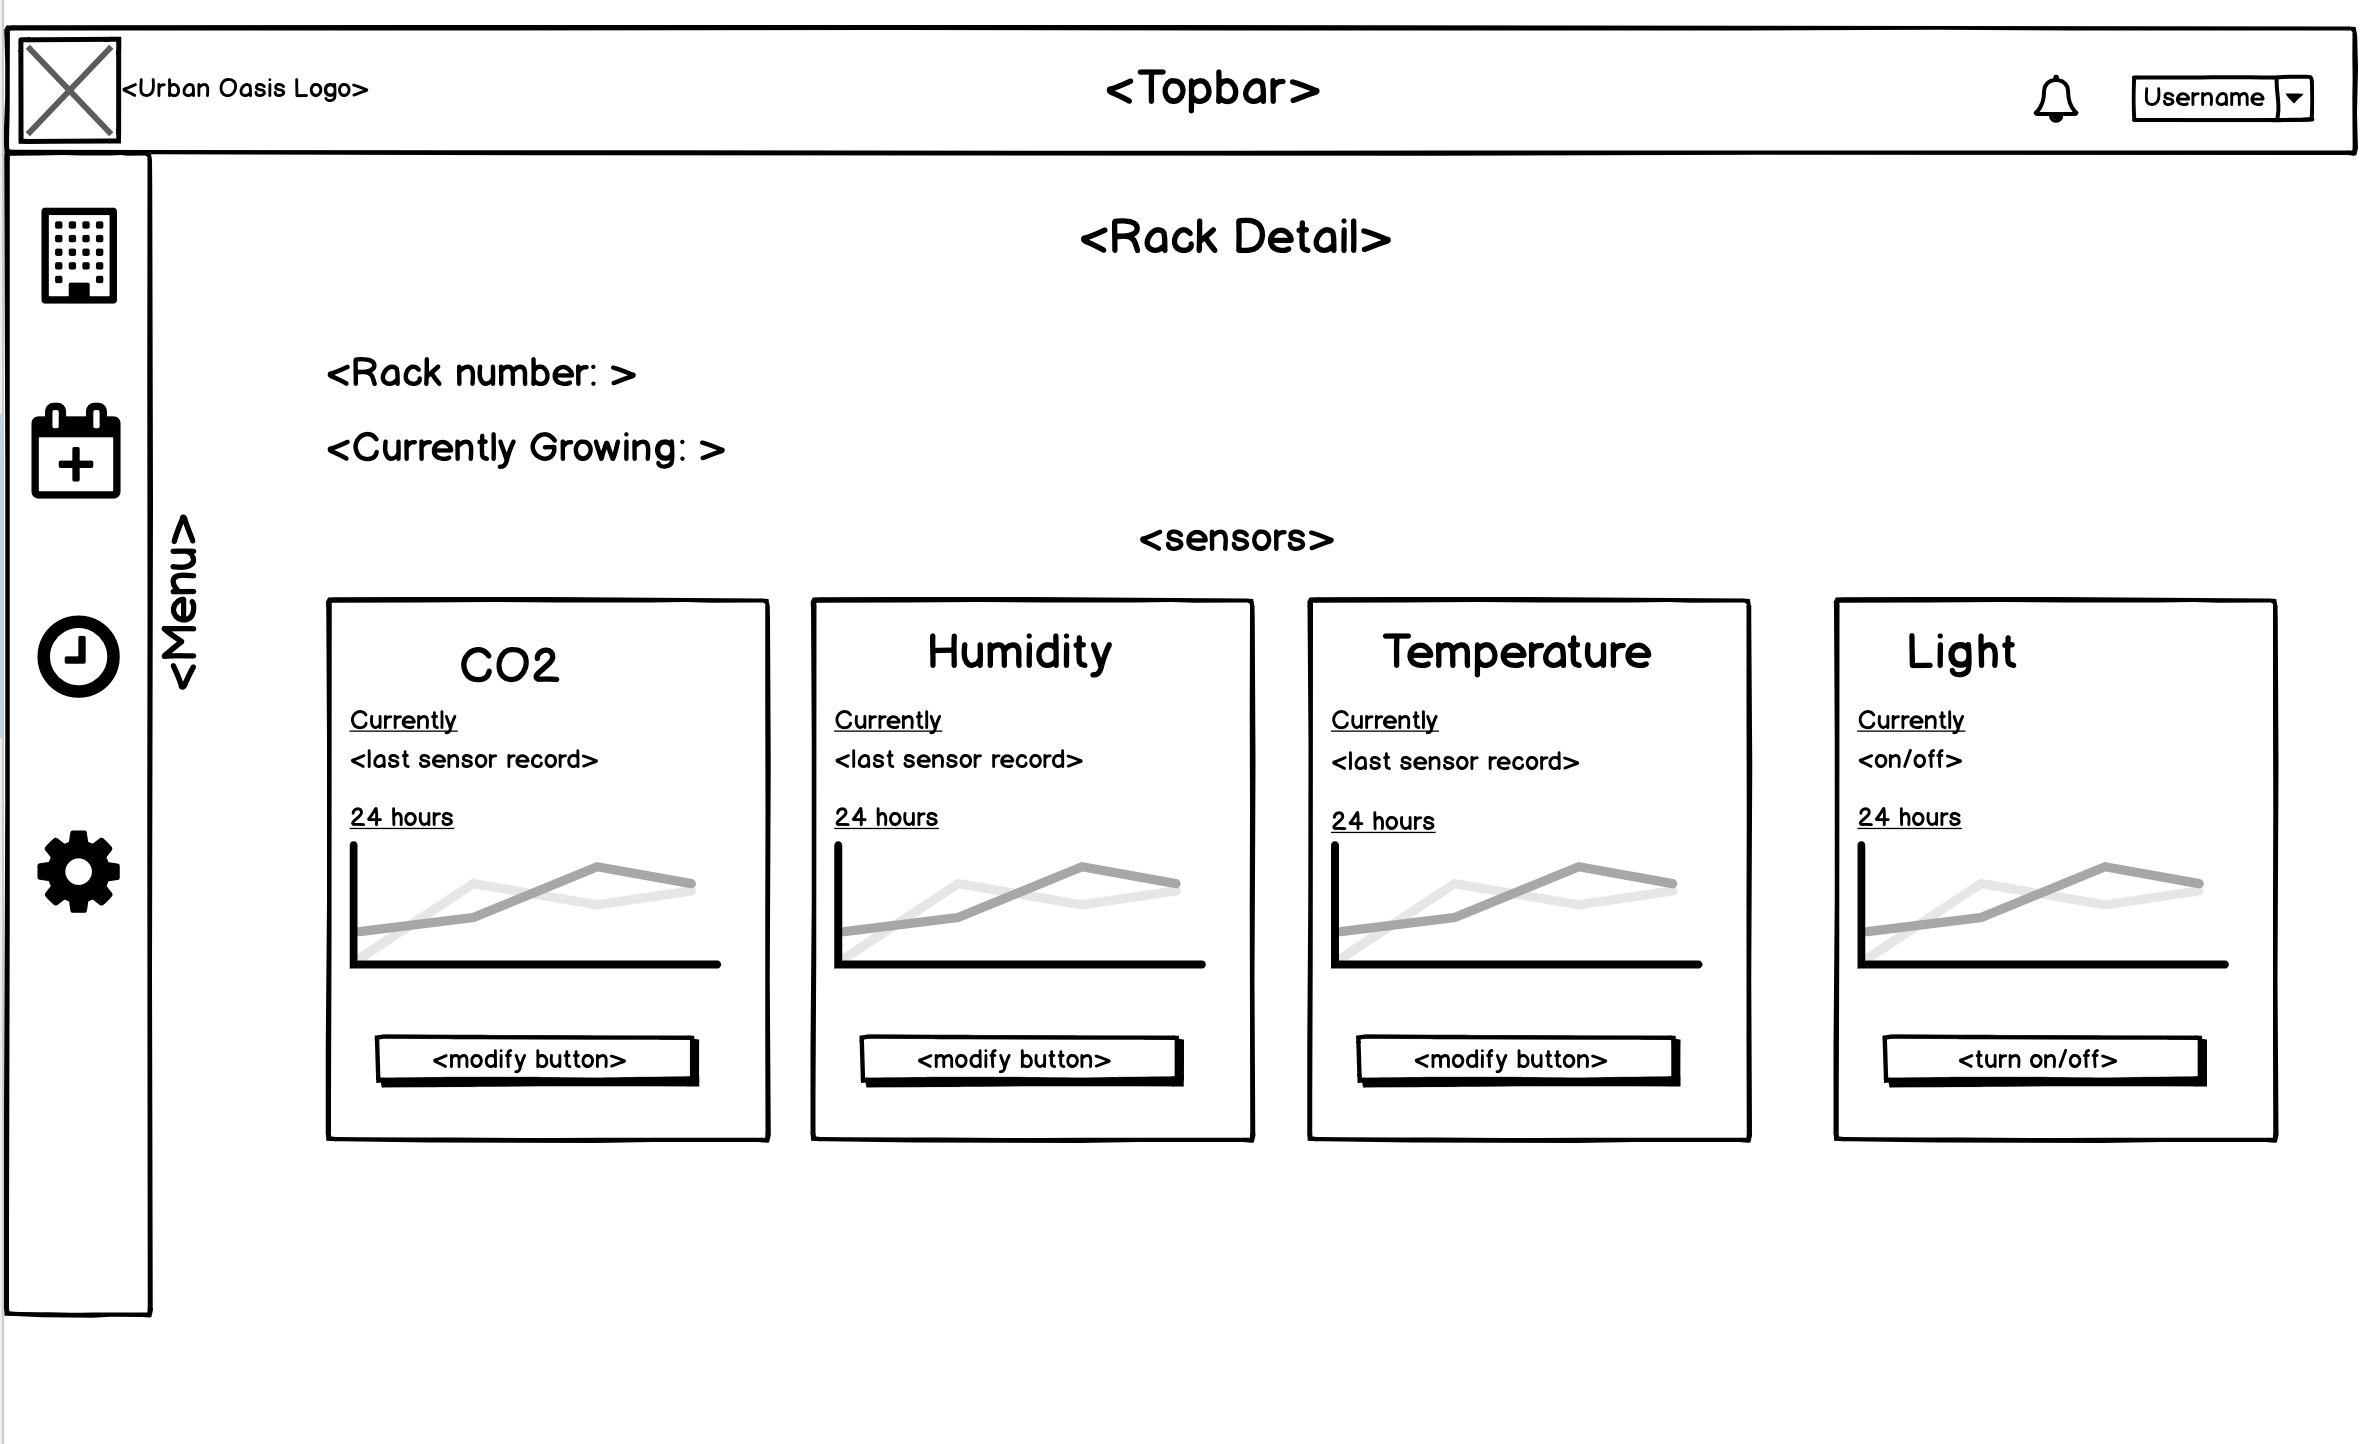 <Urban Oasis Logo>
<Topbar>
Username
<Rack Detail>
<Rack number: >
<Currently Growing: >
<Menu>
<sensors>
CO2
Currently
<last sensor record>
24 hours
<modify button>
Humidity
Currently
<last sensor record>
24 hours
<modify button>
Temperature
Currently
<last sensor record>
24 hours
<modify button>
Light
Currently
<on/off>
24 hours
<turn on/off>